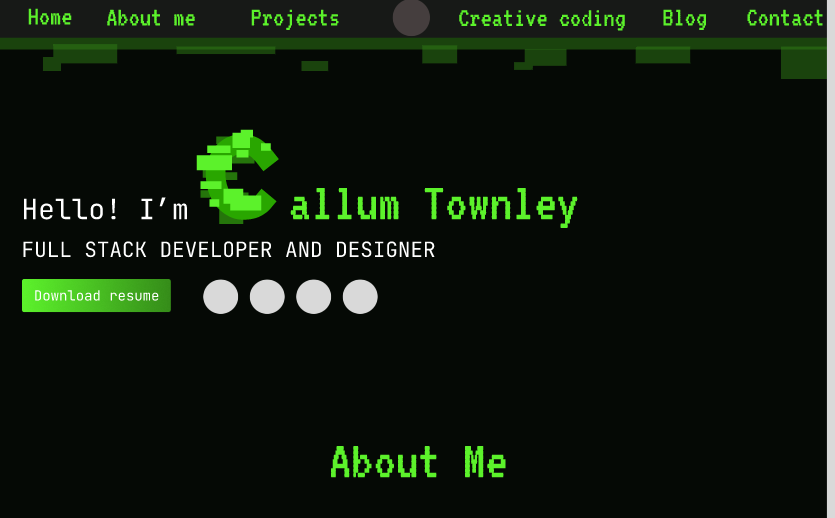 Home About me Projects Creative coding Blog Contact
Hello! I’m Callum Townley
FULL STACK DEVELOPER AND DESIGNER
Download resume
About Me